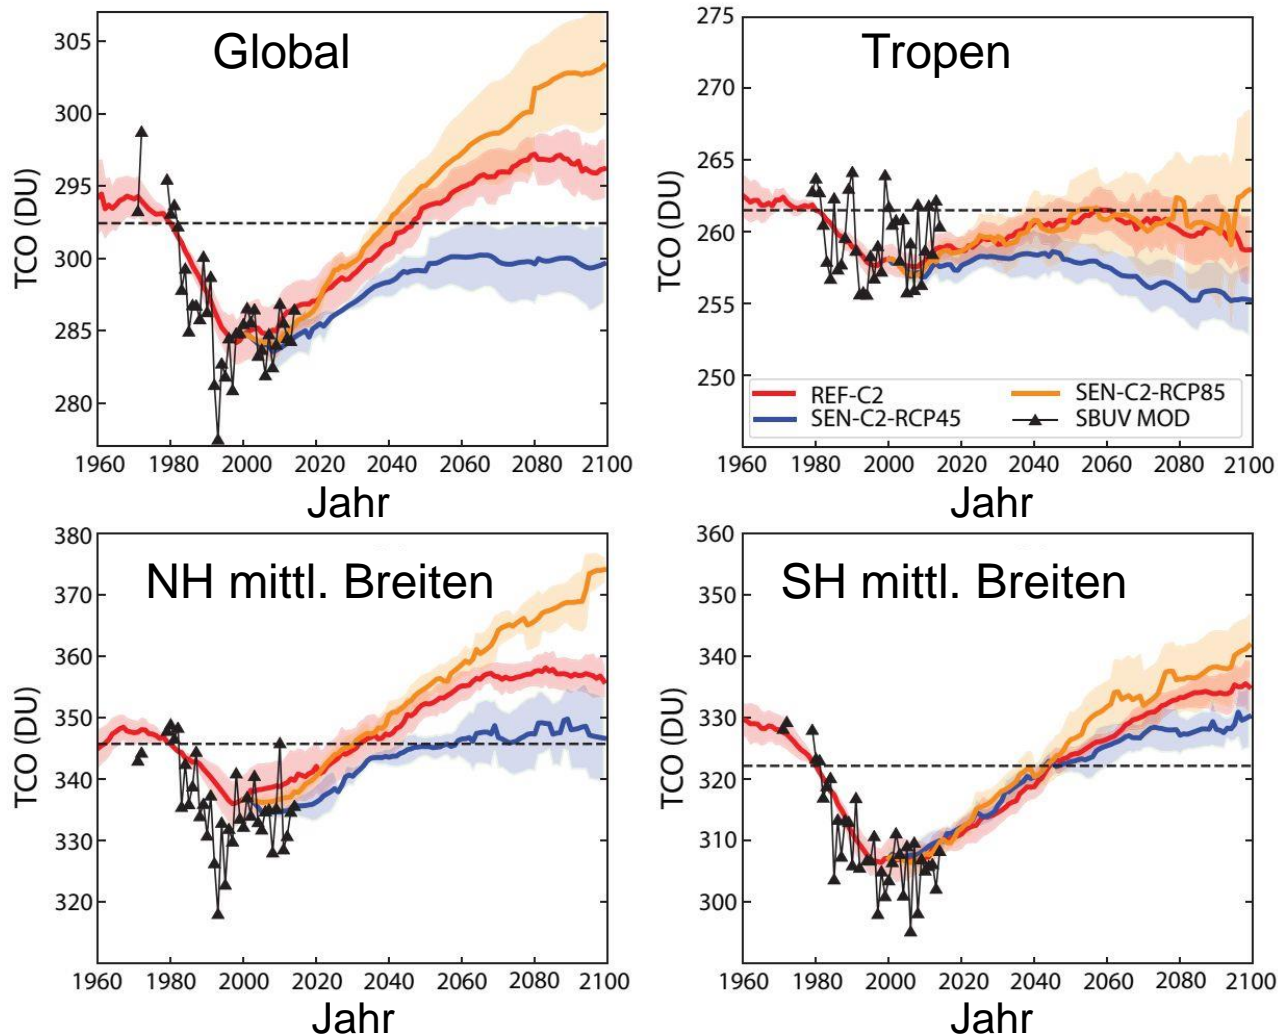 Global
TCO (DU)
305
300
295
300
285
280
1960 1980 2000 2020 2040 2060 2080 2100
Jahr
Tropen
TCO (DU)
275
270
265
260
255
250
REF-C2
SEN-C2-RCP45
SEN-C2-RCP85
SBUV MOD
1960 1980 2000 2020 2040 2060 2080 2100
Jahr
NH mittl. Breiten
TCO (DU)
380
370
360
350
340
330
320
1960 1980 2000 2020 2040 2060 2080 2100
Jahr
SH mittl. Breiten
TCO (DU)
360
350
340
330
320
310
300
1960 1980 2000 2020 2040 2060 2080 2100
Jahr